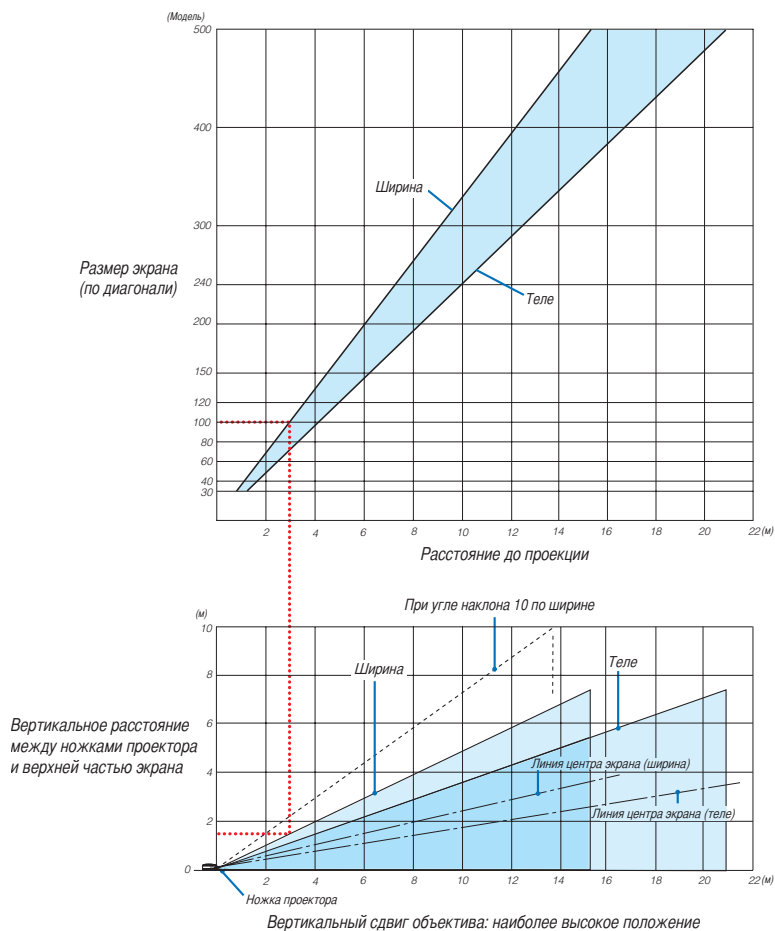 (Модель)
500
400
300
240
200
150
120
100
80
60
40
30
Ширина
Теле
Размер экрана
(по диагонали)
2 4 6 8 10 12 14 16 18 20 22 (м)
Расстояние до проекции
(м)
При угле наклона 10 по ширине
10
8
6
4
2
0
Ширина
Теле
Вертикальное расстояние
между ножками проектора
и верхней частью экрана
Линия центра экрана (ширина)
Линия центра экрана (теле)
2 4 6 8 10 12 14 16 18 20 22 (м)
Ножка проектора
Вертикальный сдвиг объектива: наиболее высокое положение